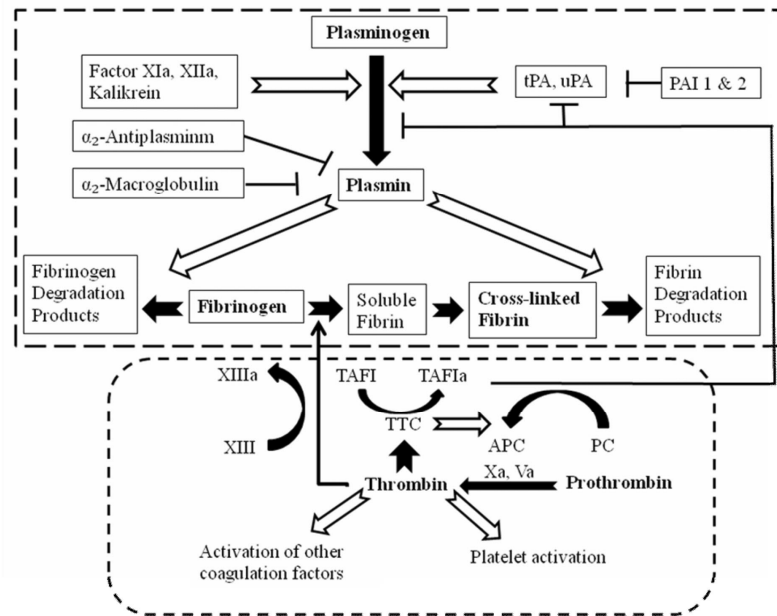 Plasminogen
Factor XIa, XIIa,
Kalikrein
tPA, uPA
PAI 1 & 2
α₂-Antiplasminm
α₂-Macroglobulin
Plasmin
Fibrinogen
Degradation
Products
Fibrinogen
Soluble
Fibrin
Cross-linked
Fibrin
Fibrin
Degradation
Products
XIIIa
TAFI
TAFIa
XIII
TTC
APC
PC
Thrombin
Xa, Va
Prothrombin
Activation of other
coagulation factors
Platelet activation